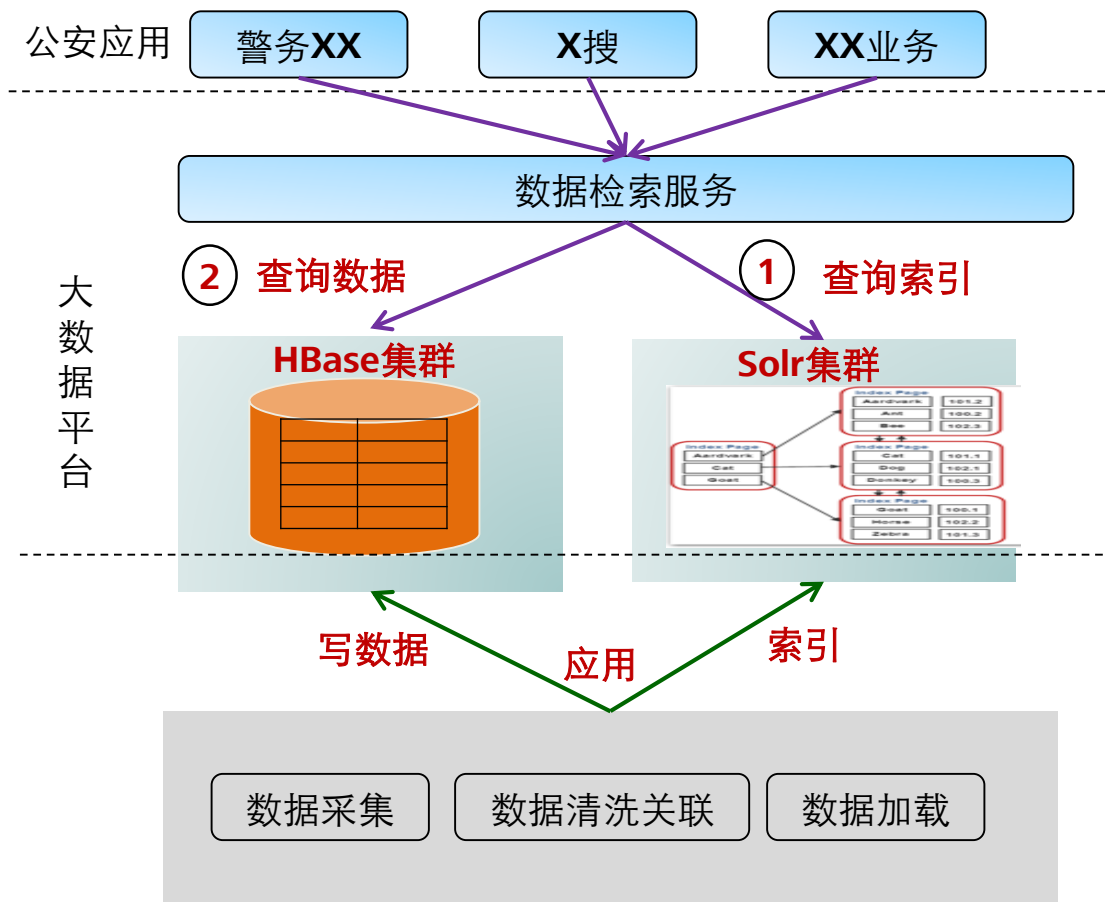 公安应用
警务XX
X搜
XX业务
数据检索服务
大数据平台
2 查询数据
1 查询索引
HBase集群
Solr集群
Index Page
Aardvark 101.2
Ant 100.2
Bee 102.3
Index Page
Aardvark
Cat
Goat
Index Page
Cat 101.1
Dog 102.1
Donkey 100.3
Index Page
Goat 100.1
Horse 102.2
Zebra 101.3
写数据
应用
索引
数据采集
数据清洗关联
数据加载